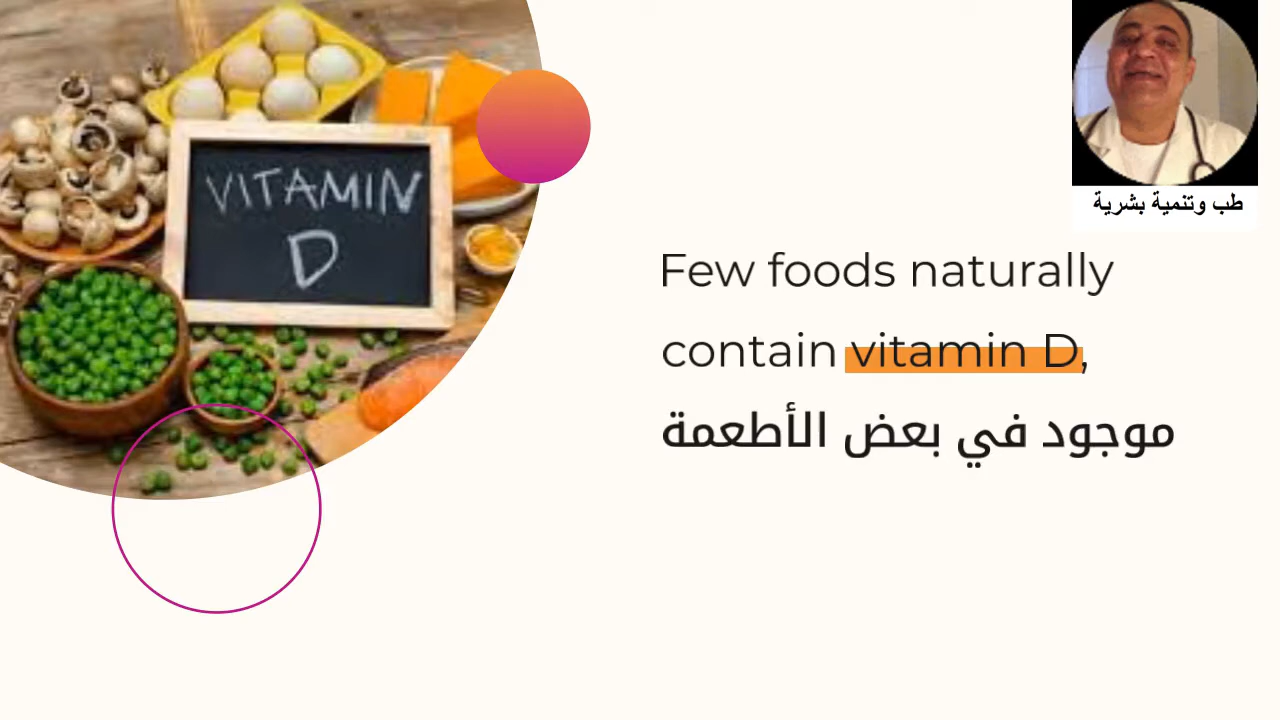 VITAMIN
D
طب وتنمية بشرية
Few foods naturally
contain vitamin D,
موجود في بعض الأطعمة